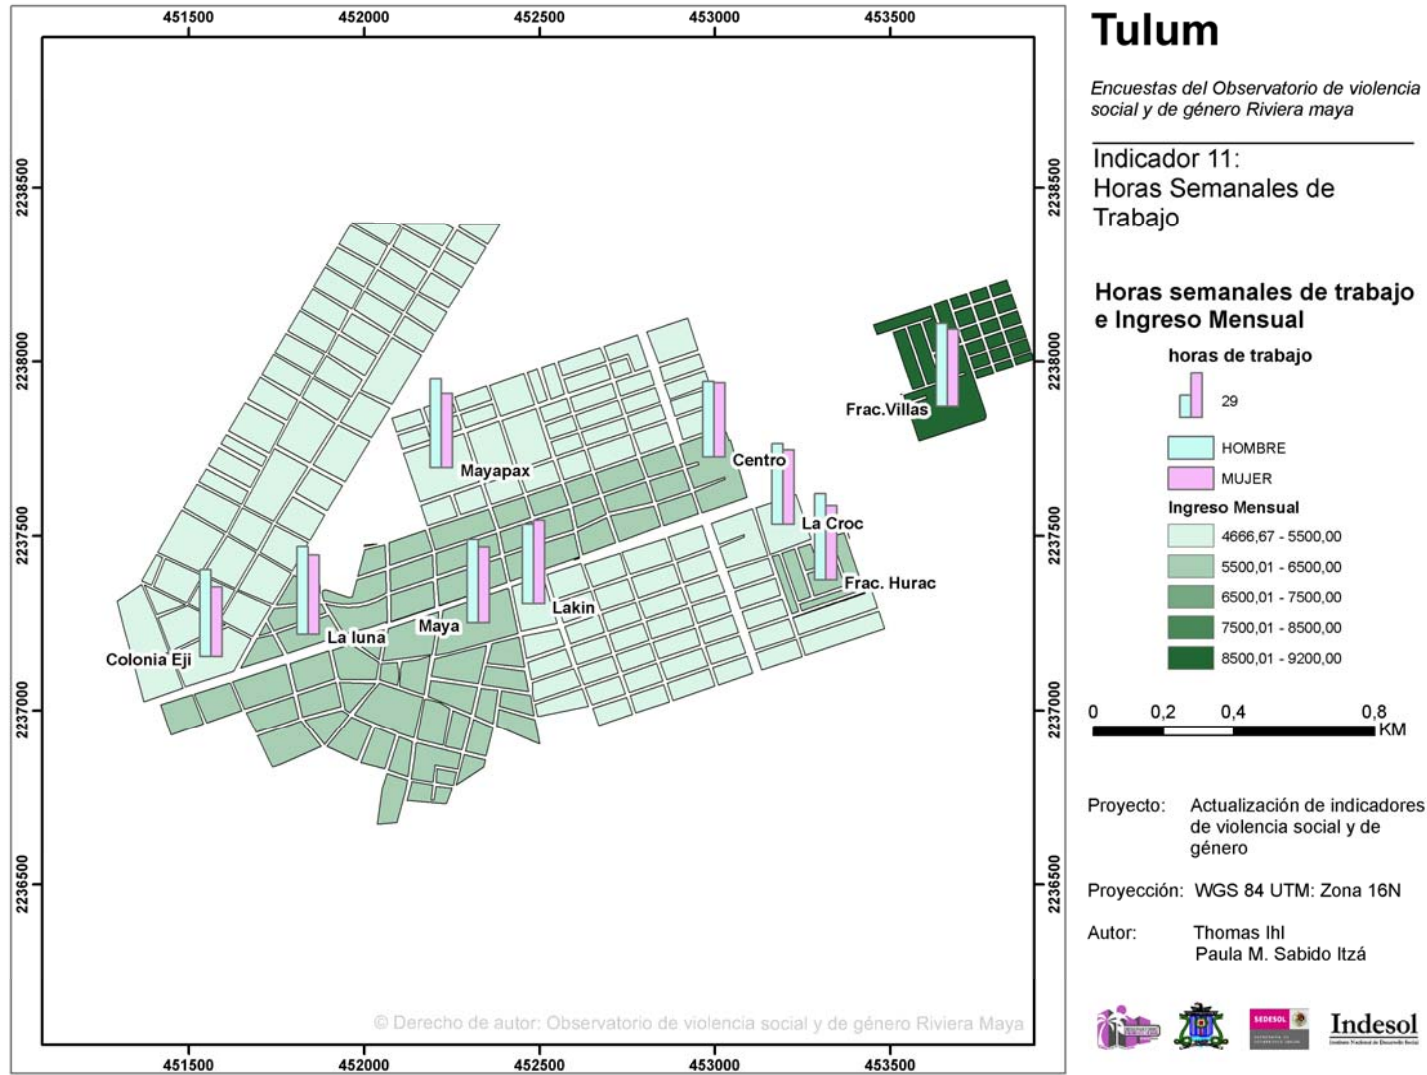 451500 452000 452500 453000 453500
2238500
2238000
2237500
2237000
2236500
Mayapax
Centro
Frac.Villas
La Croc
Frac. Hurac
Lakin
Maya
La luna
Colonia Eji
© Derecho de autor: Observatorio de violencia social y de género Riviera Maya
2238500
2238000
2237500
2237000
2236500
451500 452000 452500 453000 453500
Tulum
Encuestas del Observatorio de violencia
social y de género Riviera maya
Indicador 11:
Horas Semanales de
Trabajo
Horas semanales de trabajo
e Ingreso Mensual
horas de trabajo
29
HOMBRE
MUJER
Ingreso Mensual
4666,67 - 5500,00
5500,01 - 6500,00
6500,01 - 7500,00
7500,01 - 8500,00
8500,01 - 9200,00
0 0,2 0,4 0,8
KM
Proyecto: Actualización de indicadores
de violencia social y de
género
Proyección: WGS 84 UTM: Zona 16N
Autor: Thomas Ihl
Paula M. Sabido Itzá
SEDESOL
Indesol
Instituto Nacional de Desarrollo Social